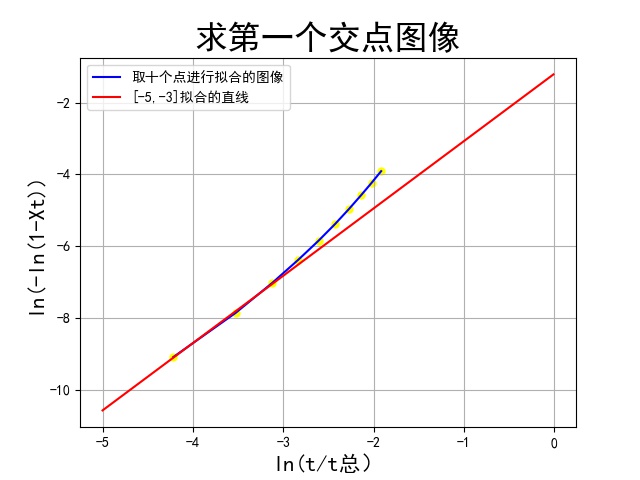 求第一个交点图像
取十个点进行拟合的图像
[-5,-3]拟合的直线
ln(-ln(1-Xt))
-2
-4
-6
-8
-10
-5
-4
-3
-2
-1
0
ln(t/t总)